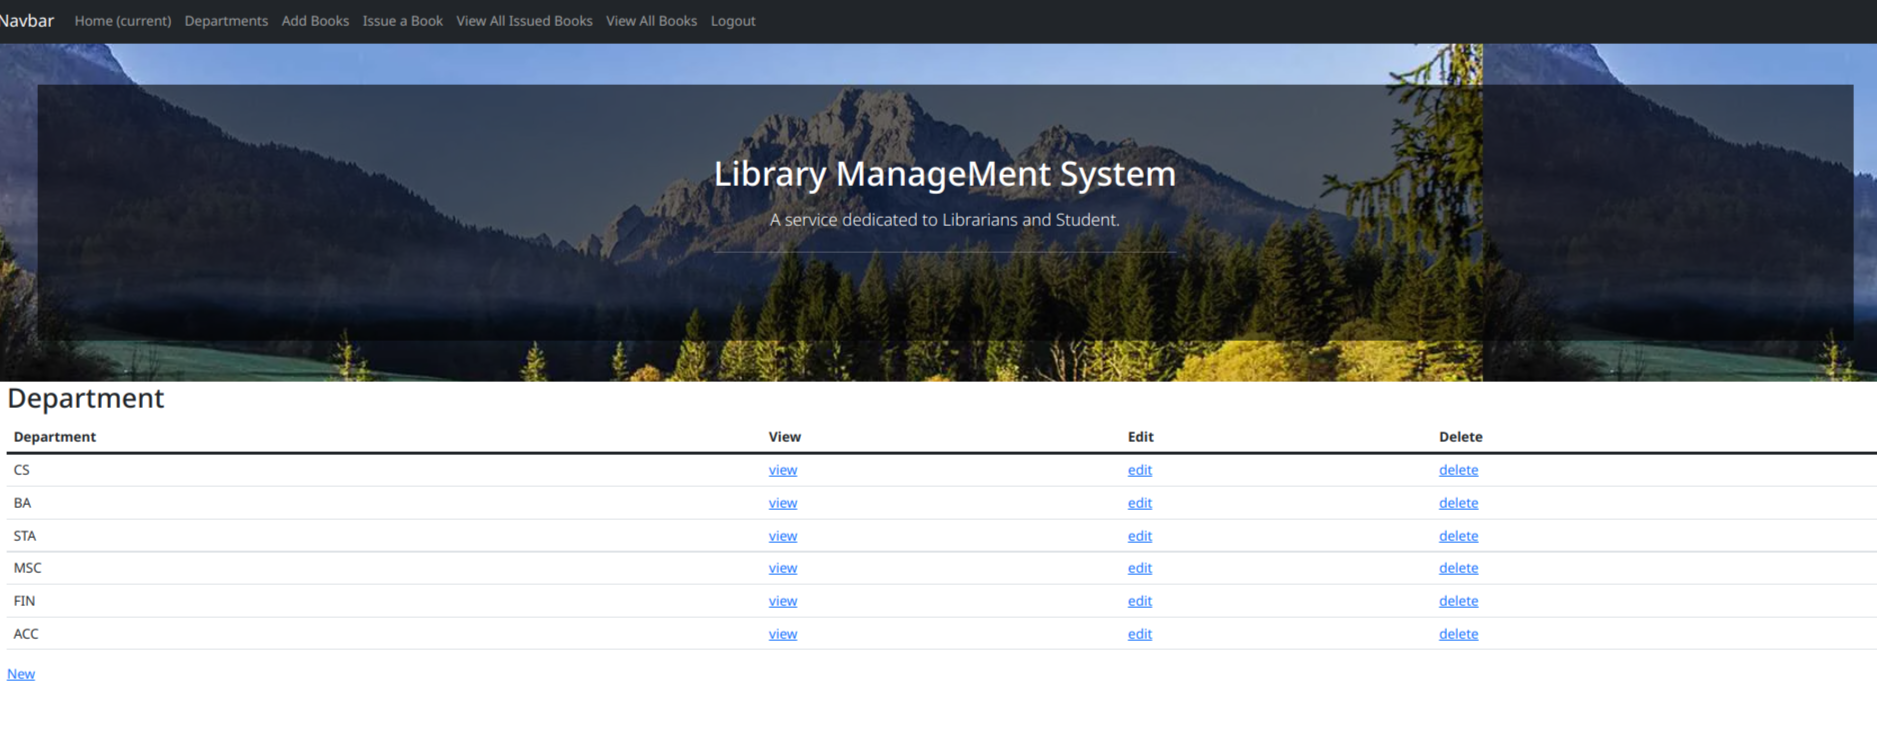 Navbar Home (current) Departments Add Books Issue a Book View All Issued Books View All Books Logout
Library ManageMent System
A service dedicated to Librarians and Student.
Department
Department View Edit Delete
CS view edit delete
BA view edit delete
STA view edit delete
MSC view edit delete
FIN view edit delete
ACC view edit delete
New